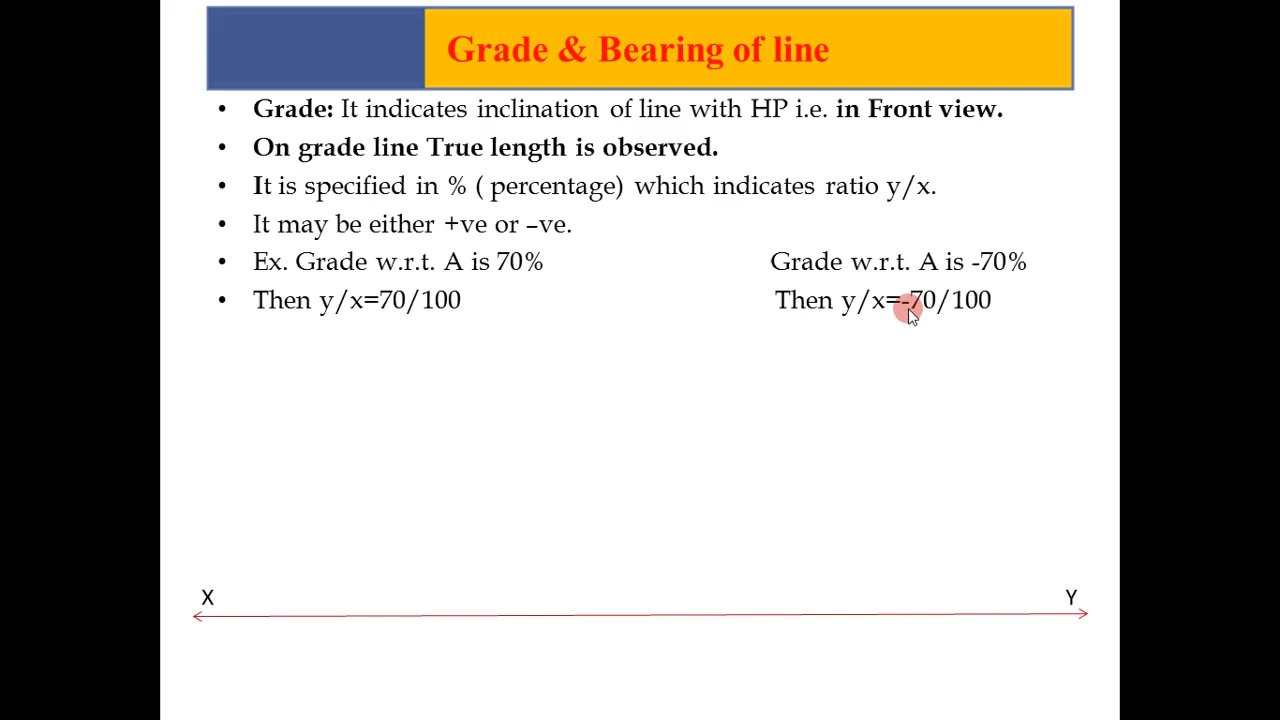 Grade & Bearing of line
• Grade: It indicates inclination of line with HP i.e. in Front view.
• On grade line True length is observed.
• It is specified in % ( percentage) which indicates ratio y/x.
• It may be either +ve or –ve.
• Ex. Grade w.r.t. A is 70% Grade w.r.t. A is -70%
• Then y/x=70/100 Then y/x=-70/100
X Y